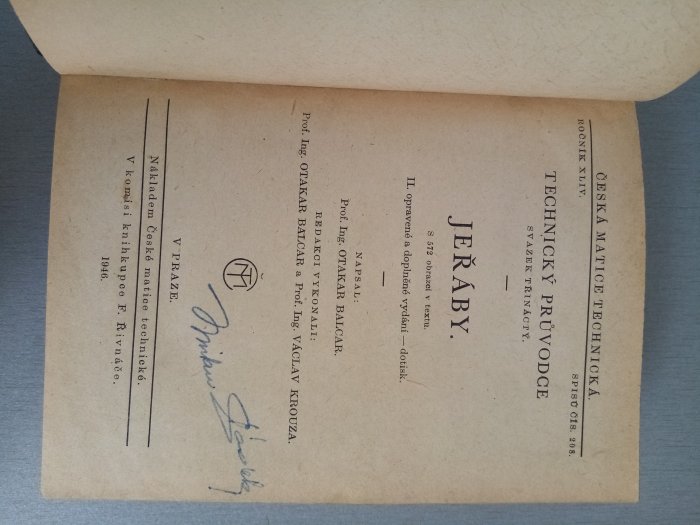 ČESKÁ MATICE TECHNICKÁ.
ROČNÍK XLIV. SPISŮ ČÍS. 298.
TECHNICKÝ PRŮVODCE
SVAZEK TŘINÁCTÝ.
JEŘÁBY.
S 572 obrazci v textu.
II. opravené a doplněné vydání — dotisk.
NAPSAL:
Prof. Ing. OTAKAR BALCAR.
REDAKCI VYKONALI:
Prof. Ing. OTAKAR BALCAR a Prof. Ing. VÁCLAV KROUZA.
V PRAZE.
Nákladem České matice technické.
V komisi knihkupce F. Řivnáče.
1946.